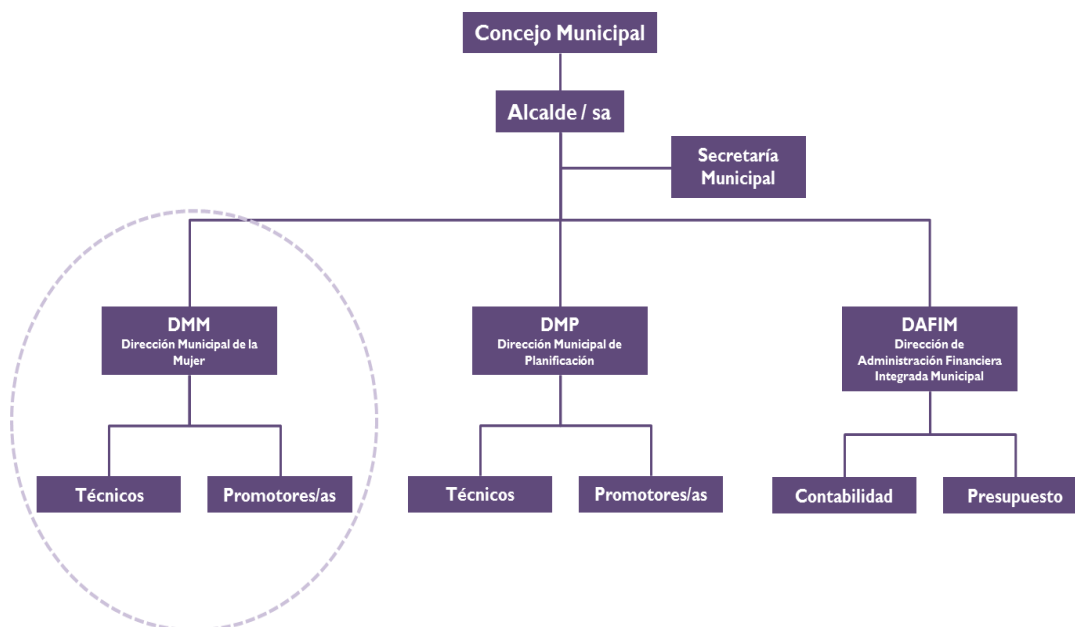 Concejo Municipal
Alcalde / sa
Secretaría
Municipal
DMM
Dirección Municipal de la
Mujer
DMP
Dirección Municipal de
Planificación
DAFIM
Dirección de
Administración Financiera
Integrada Municipal
Técnicos
Promotores/as
Técnicos
Promotores/as
Contabilidad
Presupuesto